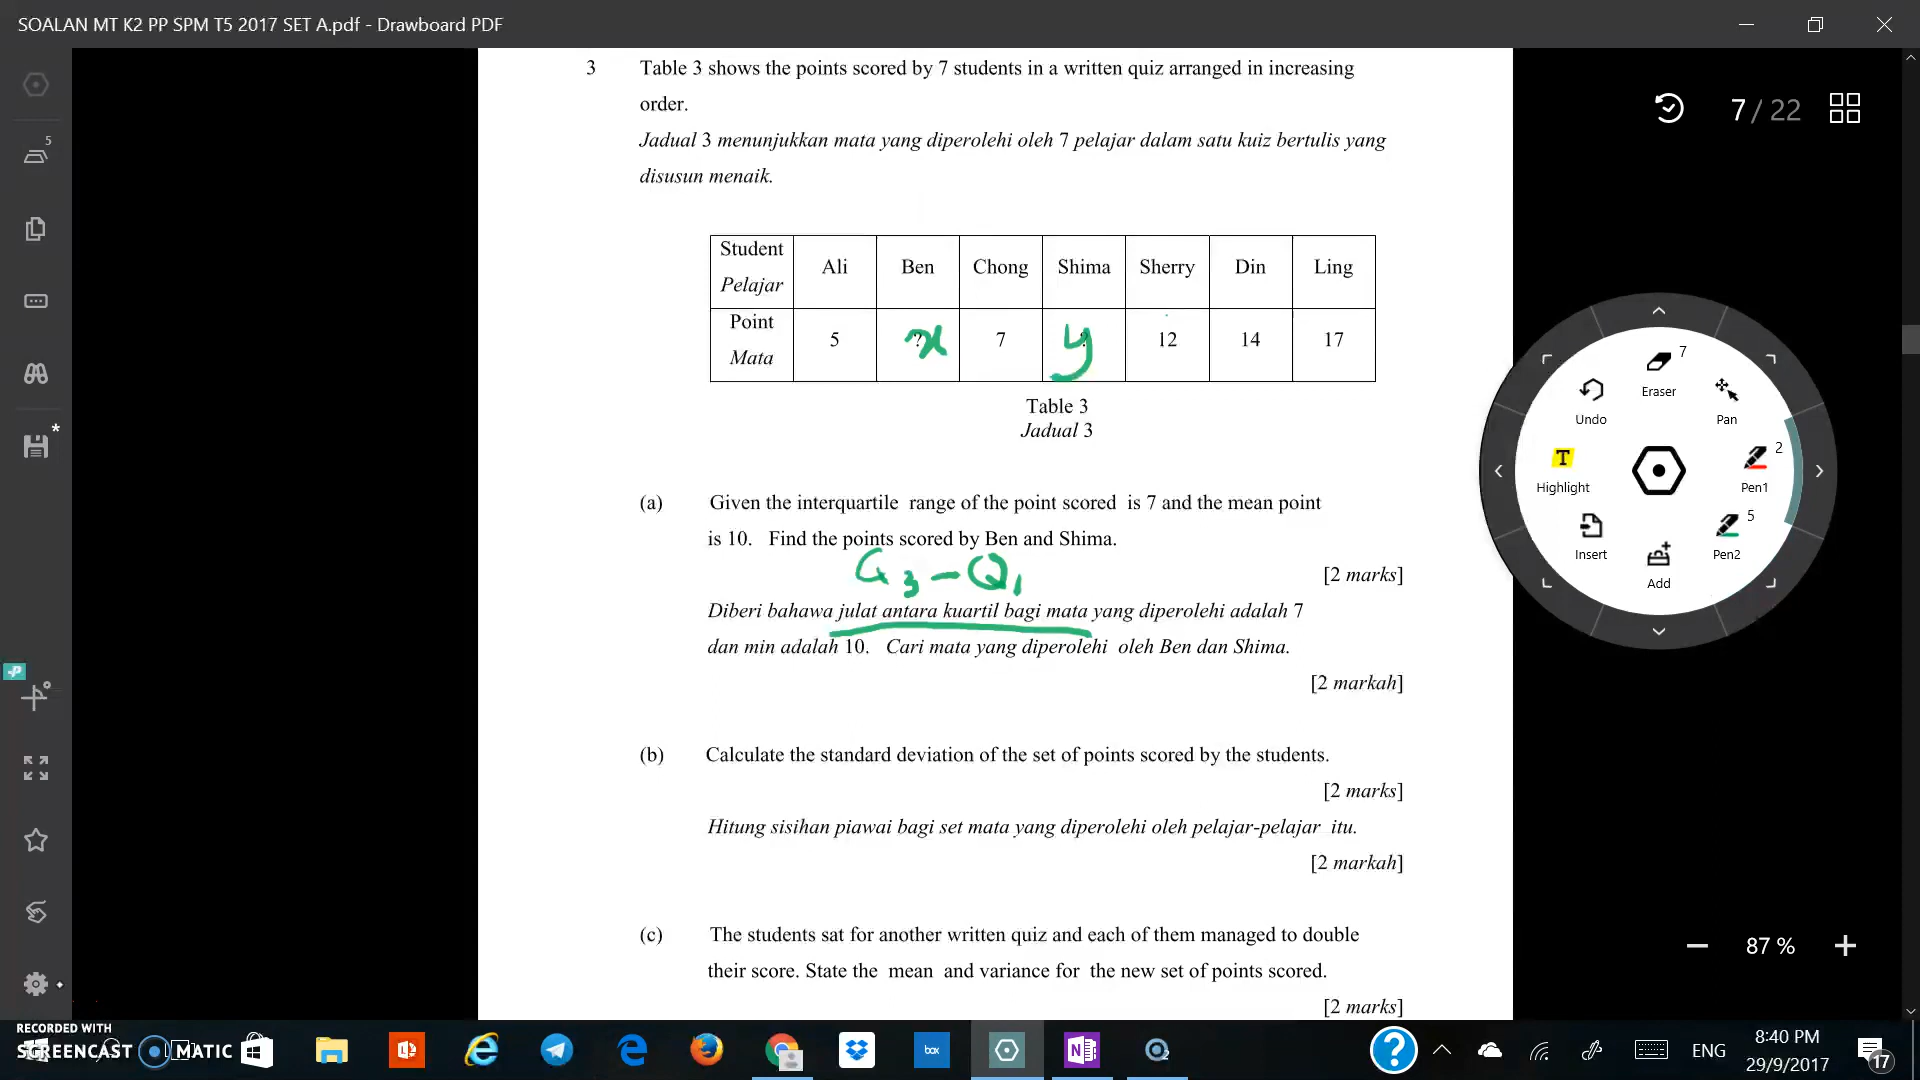 SOALAN MT K2 PP SPM T5 2017 SET A.pdf - Drawboard PDF
3 Table 3 shows the points scored by 7 students in a written quiz arranged in increasing
order.
Jadual 3 menunjukkan mata yang diperolehi oleh 7 pelajar dalam satu kuiz bertulis yang
disusun menaik.
Student Pelajar Ali Ben Chong Shima Sherry Din Ling
Point Mata 5 ? x 7 y 12 14 17
Table 3
Jadual 3
(a) Given the interquartile range of the point scored is 7 and the mean point
is 10. Find the points scored by Ben and Shima.
Q3 - Q1
[2 marks]
Diberi bahawa julat antara kuartil bagi mata yang diperolehi adalah 7
dan min adalah 10. Cari mata yang diperolehi oleh Ben dan Shima.
[2 markah]
(b) Calculate the standard deviation of the set of points scored by the students.
[2 marks]
Hitung sisihan piawai bagi set mata yang diperolehi oleh pelajar-pelajar itu.
[2 markah]
(c) The students sat for another written quiz and each of them managed to double
their score. State the mean and variance for the new set of points scored.
[2 marks]
5
7 / 22
Eraser 7
Undo
Pan
Highlight
Pen1 2
Insert
Pen2 5
Add
87 %
RECORDED WITH
SCREENCAST MATIC
box
ENG
8:40 PM
29/9/2017
17